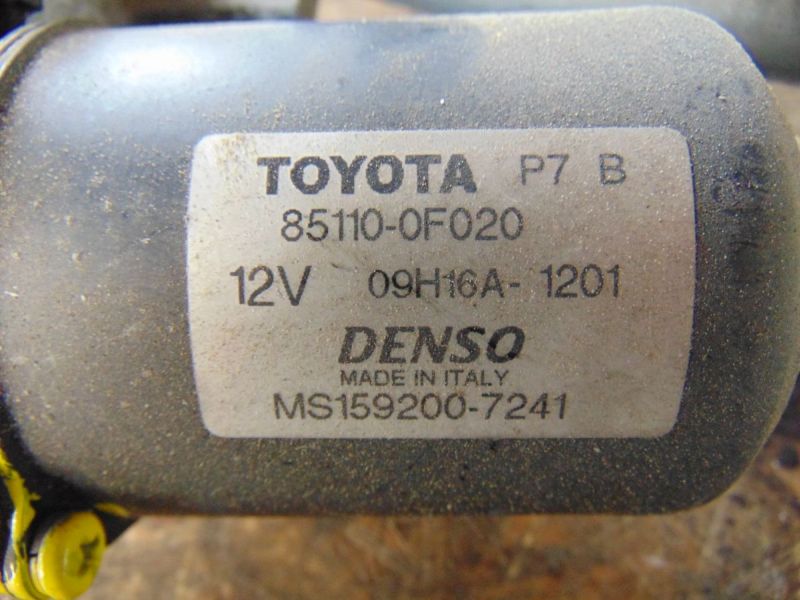 TOYOTA P7 B
85110-0F020
12V 09H16A- 1201
DENSO
MADE IN ITALY
MS159200-7241